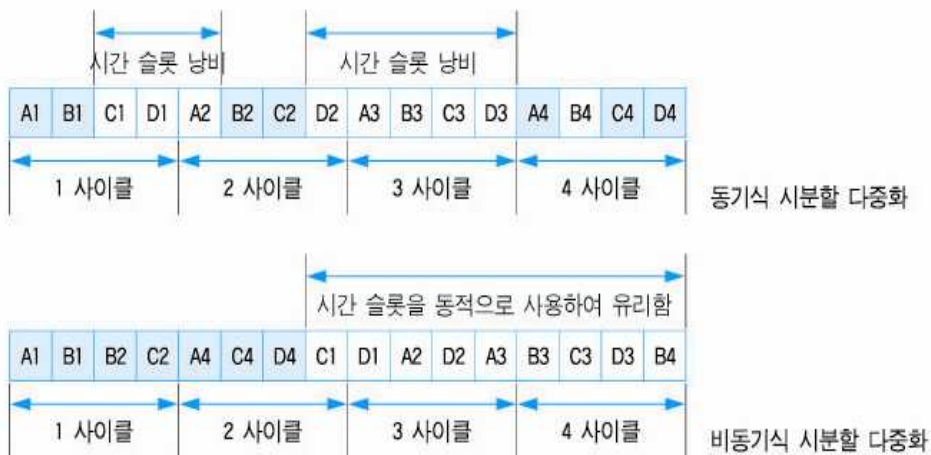 시간 슬롯 낭비 시간 슬롯 낭비
A1 B1 C1 D1 A2 B2 C2 D2 A3 B3 C3 D3 A4 B4 C4 D4
1 사이클 2 사이클 3 사이클 4 사이클 동기식 시분할 다중화
시간 슬롯을 동적으로 사용하여 유리함
A1 B1 B2 C2 A4 C4 D4 C1 D1 A2 D2 A3 B3 C3 D3 B4
1 사이클 2 사이클 3 사이클 4 사이클 비동기식 시분할 다중화